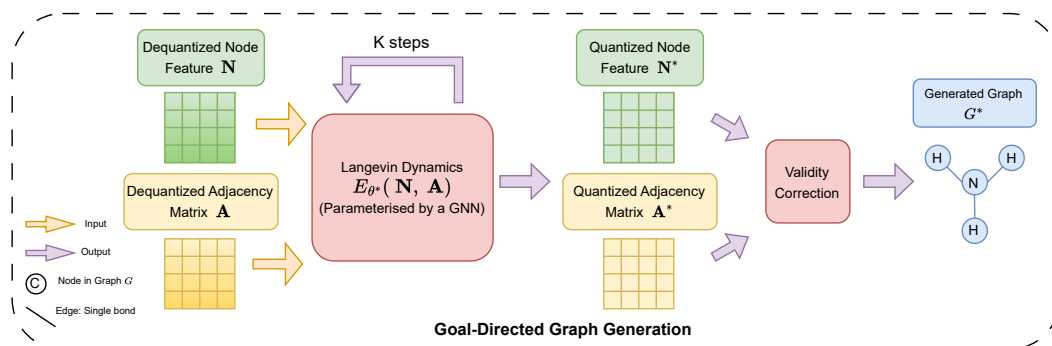 K steps
Dequantized Node
Feature N
Quantized Node
Feature N*
Generated Graph
G*
Langevin Dynamics
E_{θ*}( N, A)
(Parameterised by a GNN)
Dequantized Adjacency
Matrix A
Quantized Adjacency
Matrix A*
Validity
Correction
H
H
N
H
Input
Output
C
Node in Graph G
Edge: Single bond
Goal-Directed Graph Generation